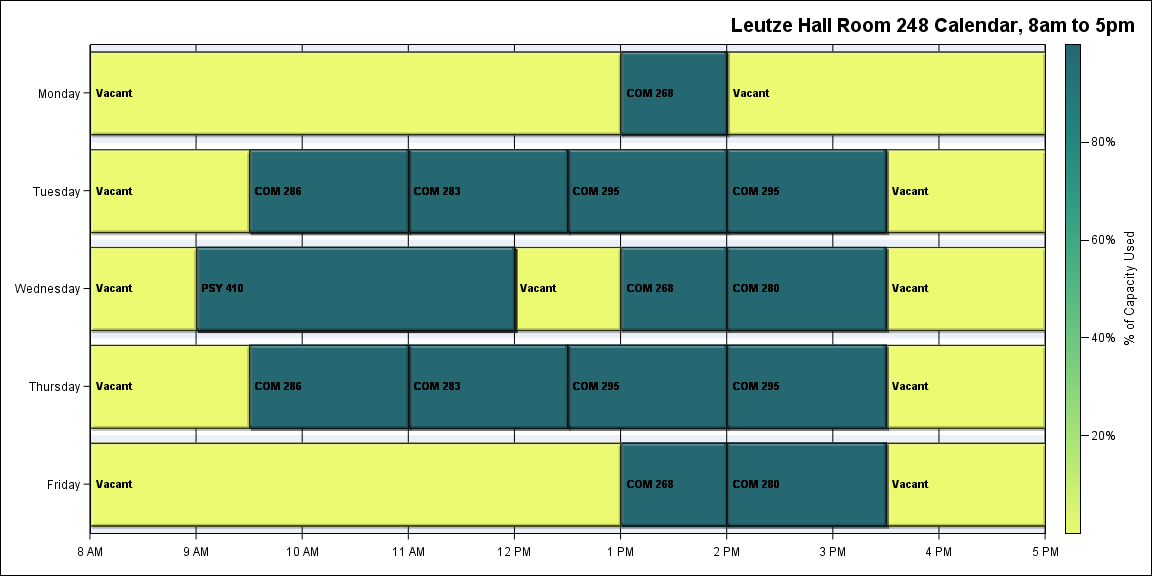 Leutze Hall Room 248 Calendar, 8am to 5pm
Monday
Vacant
COM 268
Vacant
Tuesday
Vacant
COM 286
COM 283
COM 295
COM 295
Vacant
Wednesday
Vacant
PSY 410
Vacant
COM 268
COM 280
Vacant
Thursday
Vacant
COM 286
COM 283
COM 295
COM 295
Vacant
Friday
Vacant
COM 268
COM 280
Vacant
8 AM
9 AM
10 AM
11 AM
12 PM
1 PM
2 PM
3 PM
4 PM
5 PM
80%
60%
40%
20%
% of Capacity Used